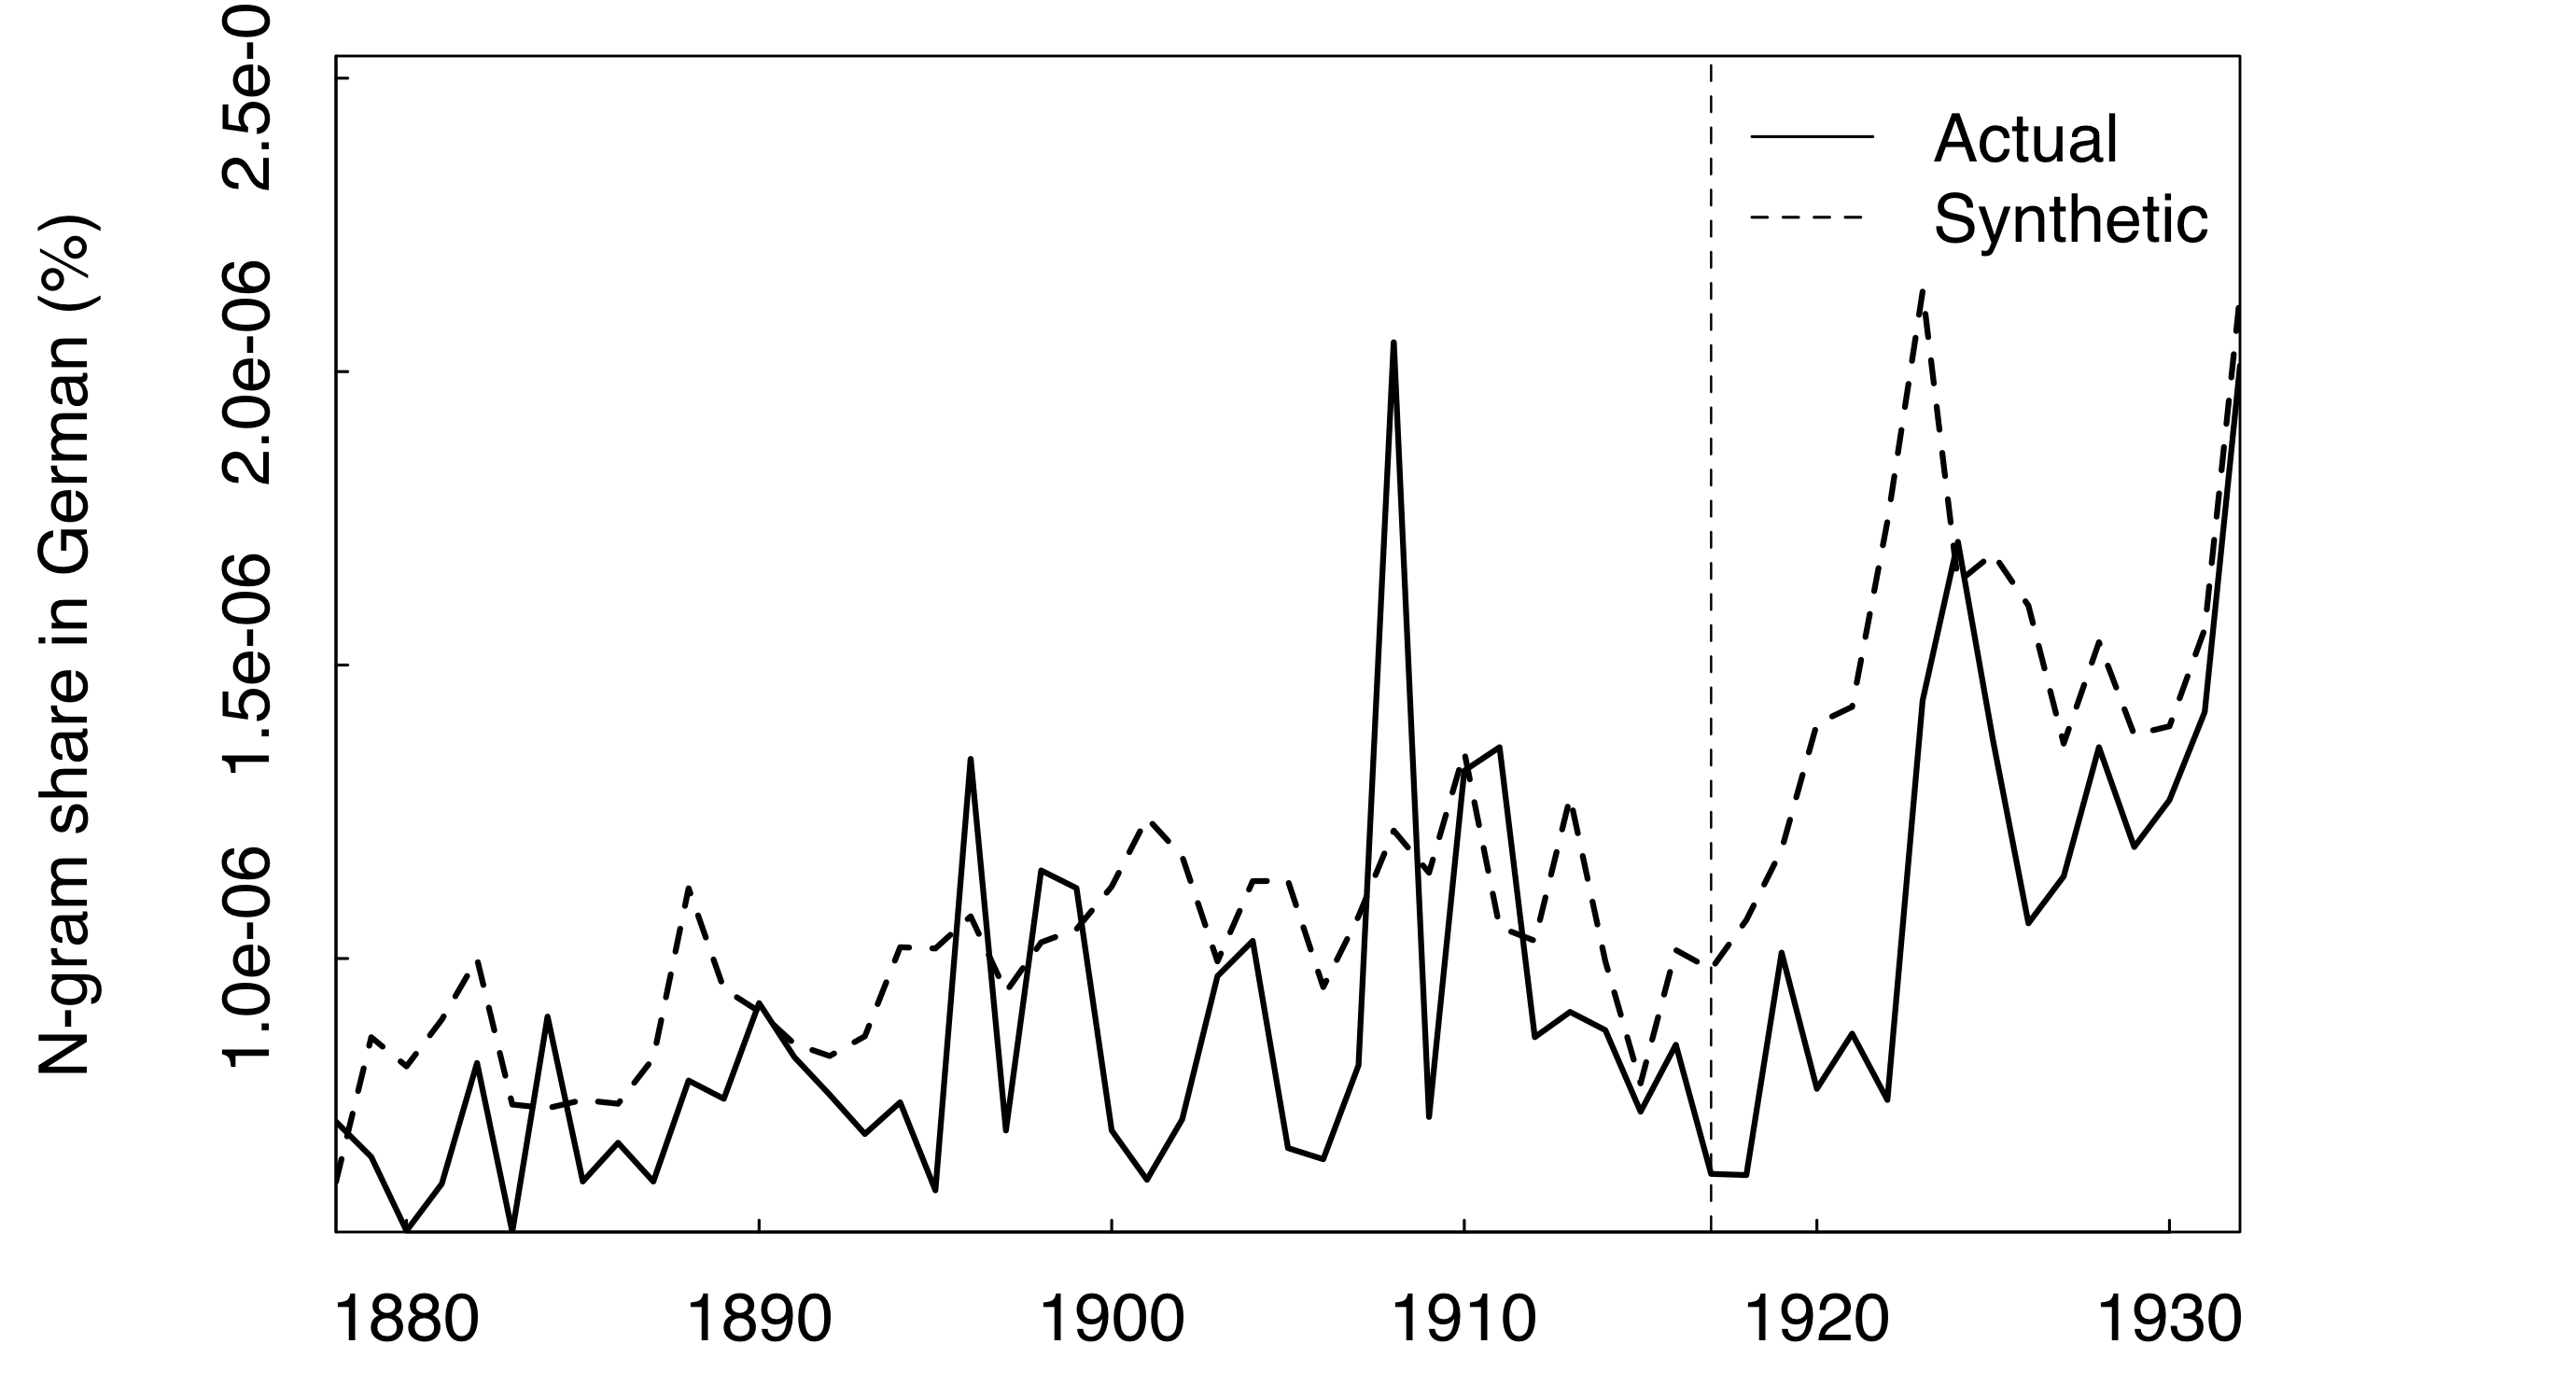 N-gram share in German (%)
2.5e-0
2.0e-06
1.5e-06
1.0e-06
Actual
Synthetic
1880 1890 1900 1910 1920 1930